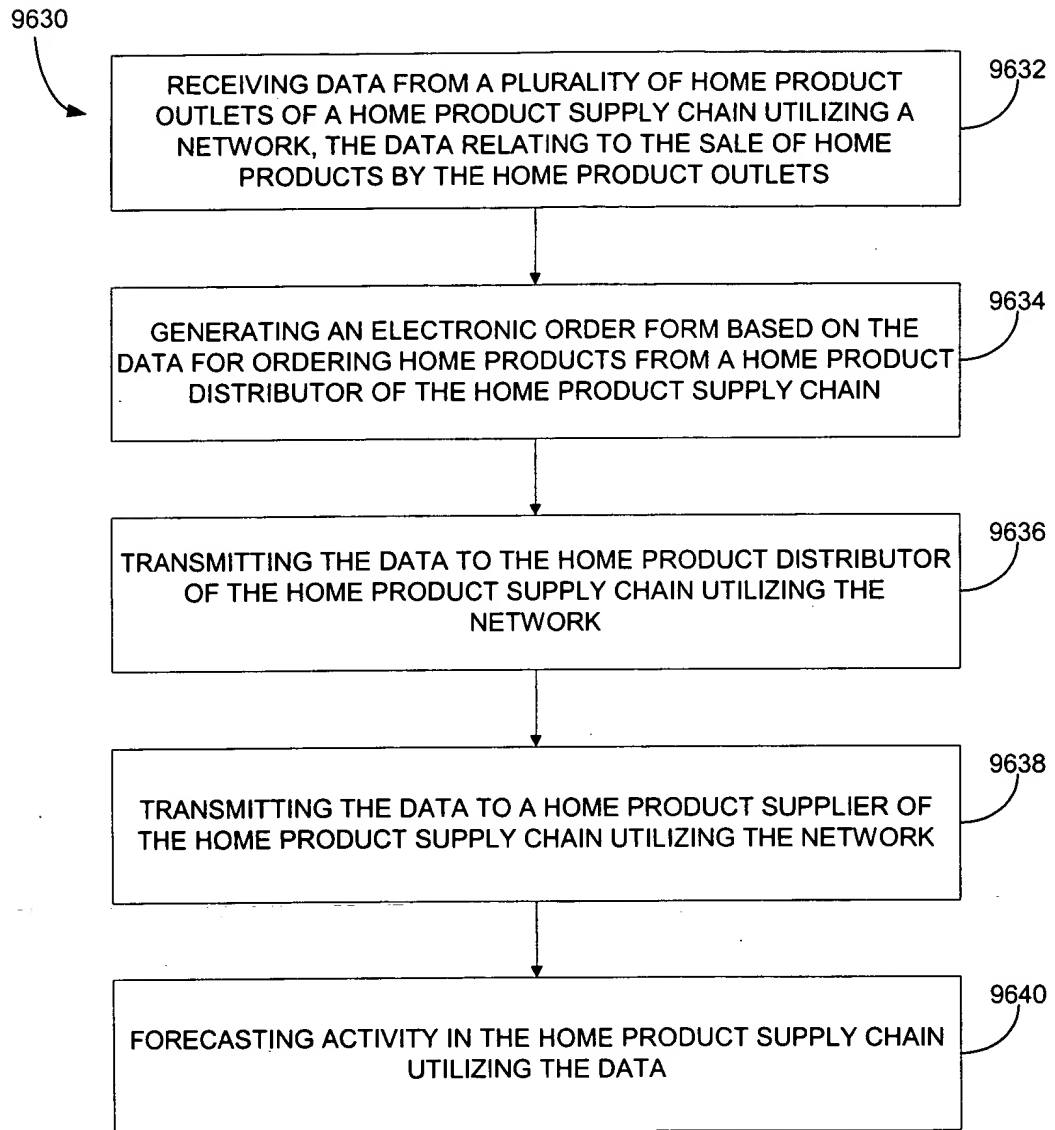 9630
9632
RECEIVING DATA FROM A PLURALITY OF HOME PRODUCT
OUTLETS OF A HOME PRODUCT SUPPLY CHAIN UTILIZING A
NETWORK, THE DATA RELATING TO THE SALE OF HOME
PRODUCTS BY THE HOME PRODUCT OUTLETS
9634
GENERATING AN ELECTRONIC ORDER FORM BASED ON THE
DATA FOR ORDERING HOME PRODUCTS FROM A HOME PRODUCT
DISTRIBUTOR OF THE HOME PRODUCT SUPPLY CHAIN
9636
TRANSMITTING THE DATA TO THE HOME PRODUCT DISTRIBUTOR
OF THE HOME PRODUCT SUPPLY CHAIN UTILIZING THE
NETWORK
9638
TRANSMITTING THE DATA TO A HOME PRODUCT SUPPLIER OF
THE HOME PRODUCT SUPPLY CHAIN UTILIZING THE NETWORK
9640
FORECASTING ACTIVITY IN THE HOME PRODUCT SUPPLY CHAIN
UTILIZING THE DATA